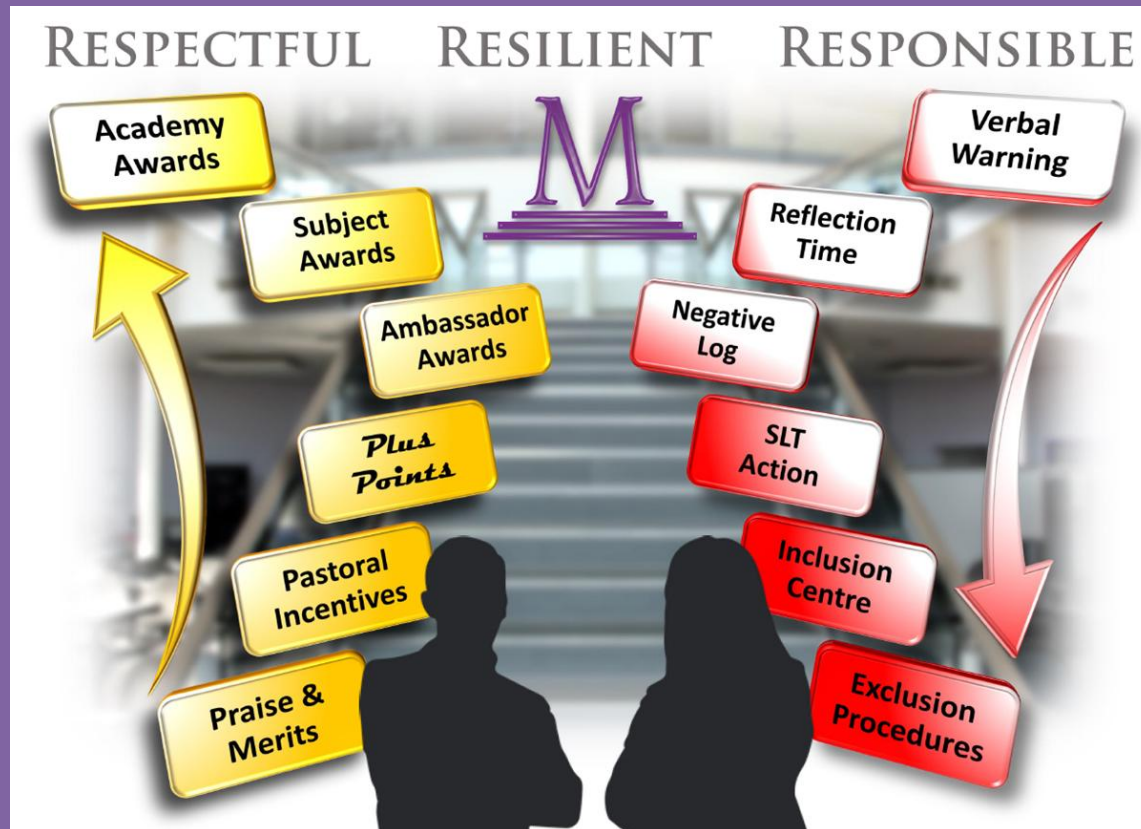 RESPECTFUL RESILIENT RESPONSIBLE
M
Academy
Awards
Subject
Awards
Ambassador
Awards
Plus
Points
Pastoral
Incentives
Praise &
Merits
Verbal
Warning
Reflection
Time
Negative
Log
SLT
Action
Inclusion
Centre
Exclusion
Procedures